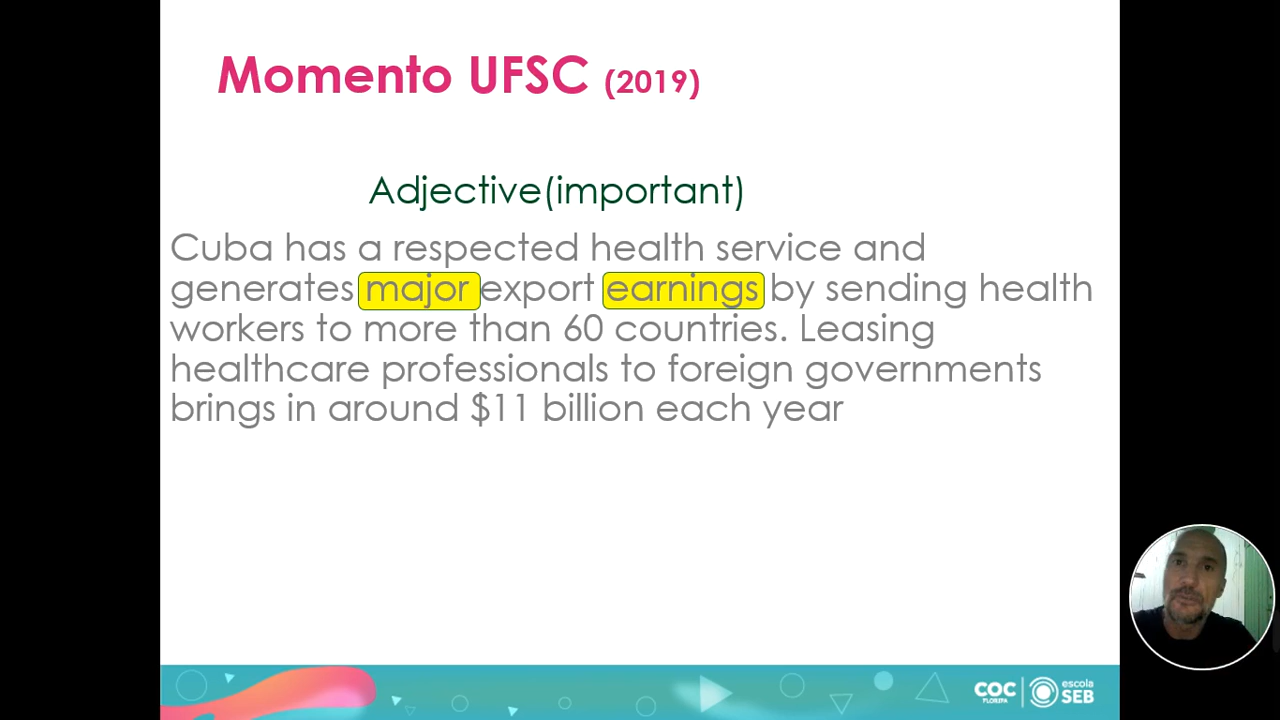 Momento UFSC (2019)
Adjective(important)
Cuba has a respected health service and
generates major export earnings by sending health
workers to more than 60 countries. Leasing
healthcare professionals to foreign governments
brings in around $11 billion each year
COC
FLORIPA
escola
SEB